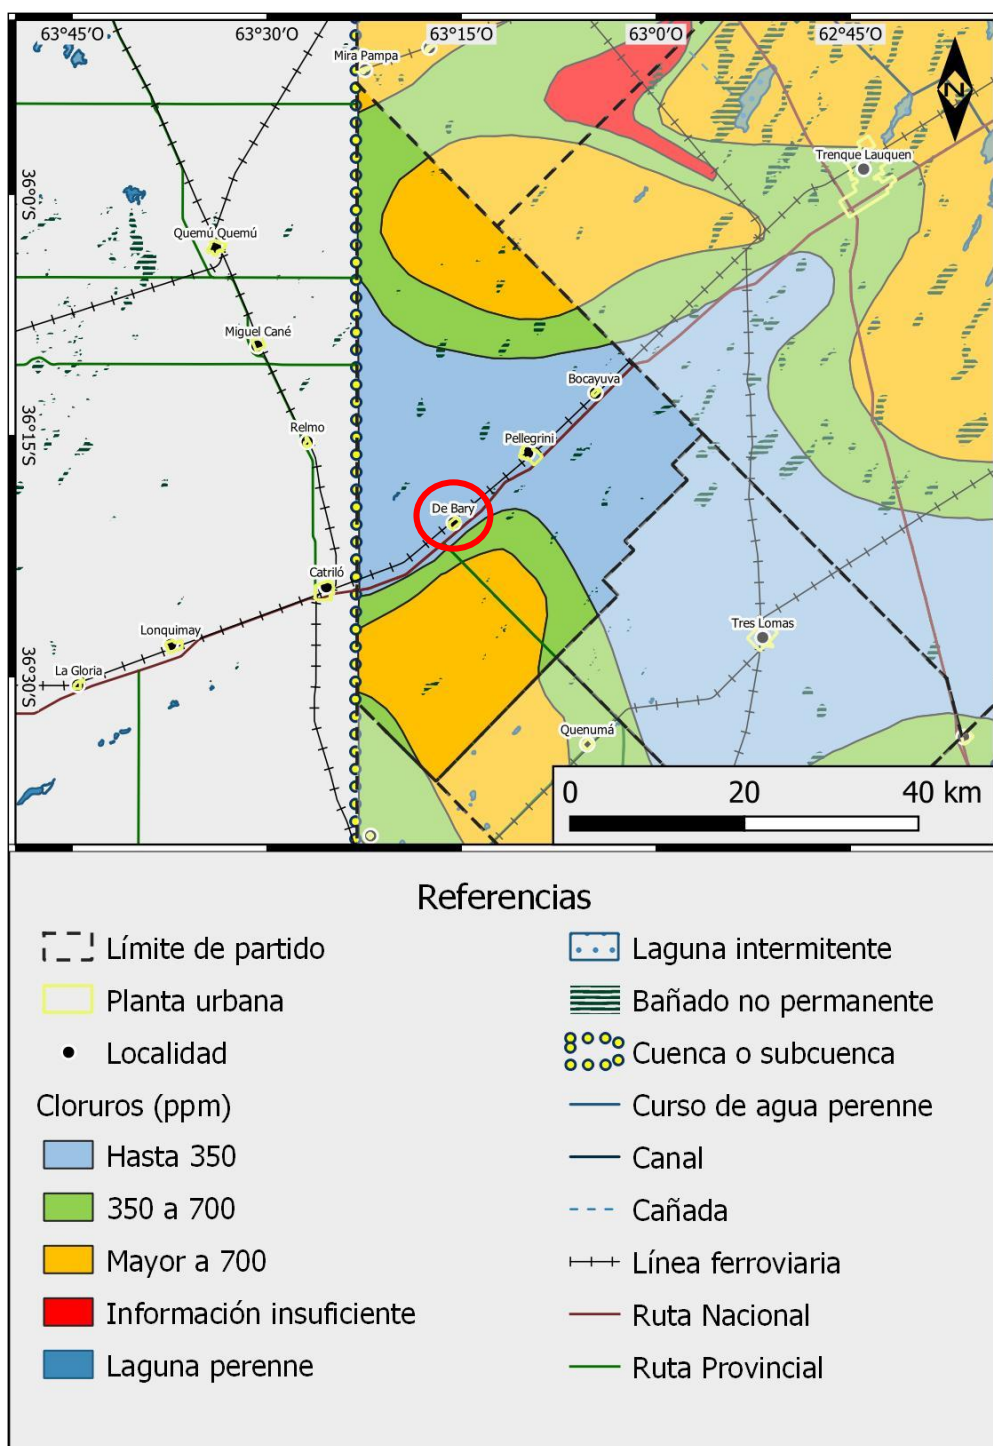 63°45'O 63°30'O 63°15'O 63°0'O 62°45'O
Mira Pampa
N
Trenque Lauquen
36°0'S
Quemú Quemú
Miguel Cané
Bocayuva
36°15'S
Relmo
Pellegrini
De Bary
Catriló
Tres Lomas
Lonquimay
La Gloria
36°30'S
Quenumá
0 20 40 km
Referencias
Límite de partido
Planta urbana
Localidad
Cloruros (ppm)
Hasta 350
350 a 700
Mayor a 700
Información insuficiente
Laguna perenne
Laguna intermitente
Bañado no permanente
Cuenca o subcuenca
Curso de agua perenne
Canal
Cañada
Línea ferroviaria
Ruta Nacional
Ruta Provincial